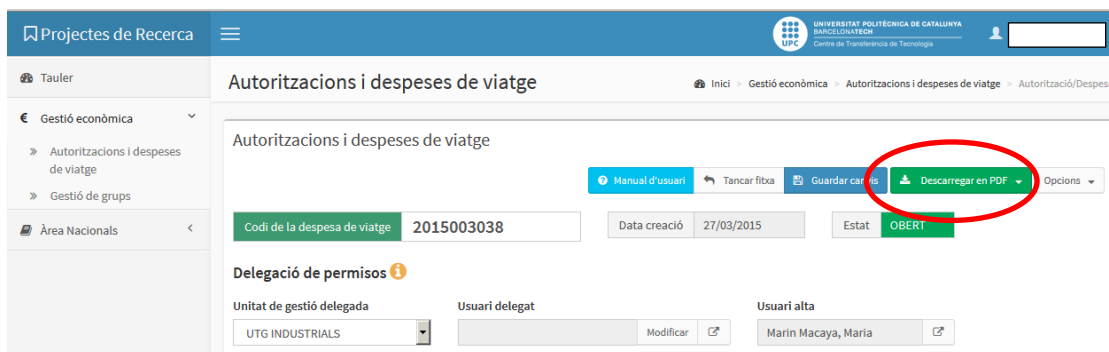 Projectes de Recerca
UPC
UNIVERSITAT POLITÈCNICA DE CATALUNYA
BARCELONATECH
Centre de Transferència de Tecnologia
Tauler
€ Gestió econòmica
» Autoritzacions i despeses
de viatge
» Gestió de grups
Àrea Nacionals
Autoritzacions i despeses de viatge
Inici > Gestió econòmica > Autoritzacions i despeses de viatge > Autorització/Despes
Autoritzacions i despeses de viatge
Manual d'usuari Tancar fitxa Guardar canvis Descarregar en PDF Opcions
Codi de la despesa de viatge 2015003038 Data creació 27/03/2015 Estat OBERT
Delegació de permisos
Unitat de gestió delegada Usuari delegat Usuari alta
UTG INDUSTRIALS Modificar Marin Macaya, Maria